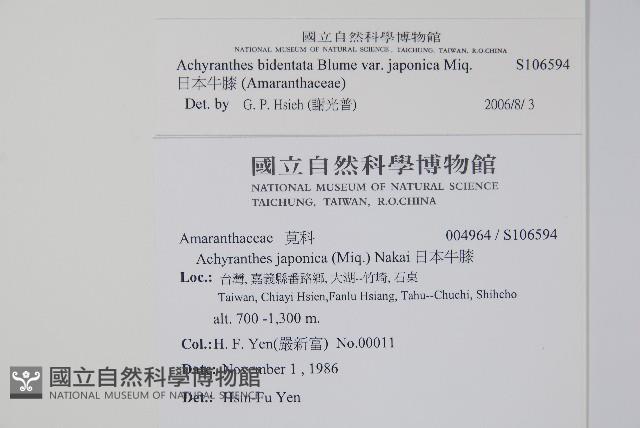 國立自然科學博物館
NATIONAL MUSEUM OF NATURAL SCIENCE, TAICHUNG, TAIWAN, R.O.CHINA
Achyranthes bidentata Blume var. japonica Miq. S106594
日本牛膝 (Amaranthaceae)
Det. by G. P. Hsieh (謝光普) 2006/8/ 3
國立自然科學博物館
NATIONAL MUSEUM OF NATURAL SCIENCE
TAICHUNG, TAIWAN, R.O.CHINA
Amaranthaceae 莧科 004964 / S106594
Achyranthes japonica (Miq.) Nakai 日本牛膝
Loc.: 台灣, 嘉義縣番路鄉, 大湖--竹崎, 石桌
Taiwan, Chiayi Hsien,Fanlu Hsiang, Tahu--Chuchi, Shihcho
alt. 700 -1,300 m.
Col.:H. F. Yen(嚴新富) No.00011
Date: November 1 , 1986
Det.: Hsin-Fu Yen
國立自然科學博物館
NATIONAL MUSEUM OF NATURAL SCIENCE